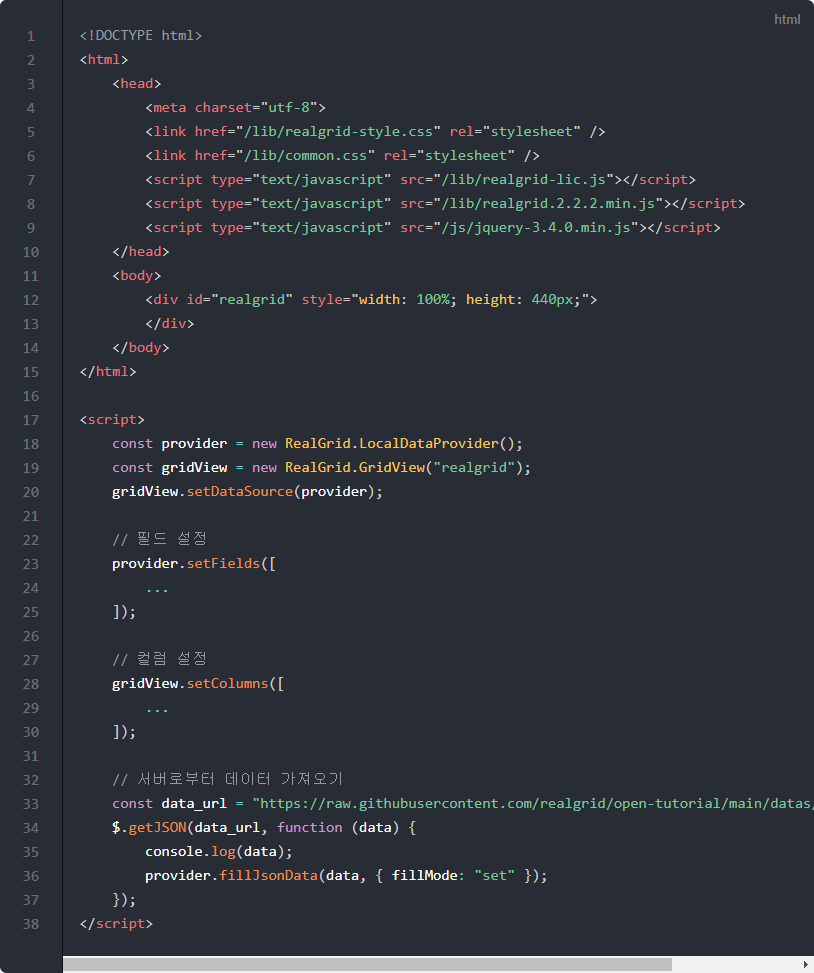 html
1 <!DOCTYPE html>
2 <html>
3     <head>
4         <meta charset="utf-8">
5         <link href="/lib/realgrid-style.css" rel="stylesheet" />
6         <link href="/lib/common.css" rel="stylesheet" />
7         <script type="text/javascript" src="/lib/realgrid-lic.js"></script>
8         <script type="text/javascript" src="/lib/realgrid.2.2.2.min.js"></script>
9         <script type="text/javascript" src="/js/jquery-3.4.0.min.js"></script>
10     </head>
11     <body>
12         <div id="realgrid" style="width: 100%; height: 440px;">
13         </div>
14     </body>
15 </html>
16
17 <script>
18     const provider = new RealGrid.LocalDataProvider();
19     const gridView = new RealGrid.GridView("realgrid");
20     gridView.setDataSource(provider);
21
22     // 필드 설정
23     provider.setFields([
24         ...
25     ]);
26
27     // 컬럼 설정
28     gridView.setColumns([
29         ...
30     ]);
31
32     // 서버로부터 데이터 가져오기
33     const data_url = "https://raw.githubusercontent.com/realgrid/open-tutorial/main/datas/
34     $.getJSON(data_url, function (data) {
35         console.log(data);
36         provider.fillJsonData(data, { fillMode: "set" });
37     });
38 </script>